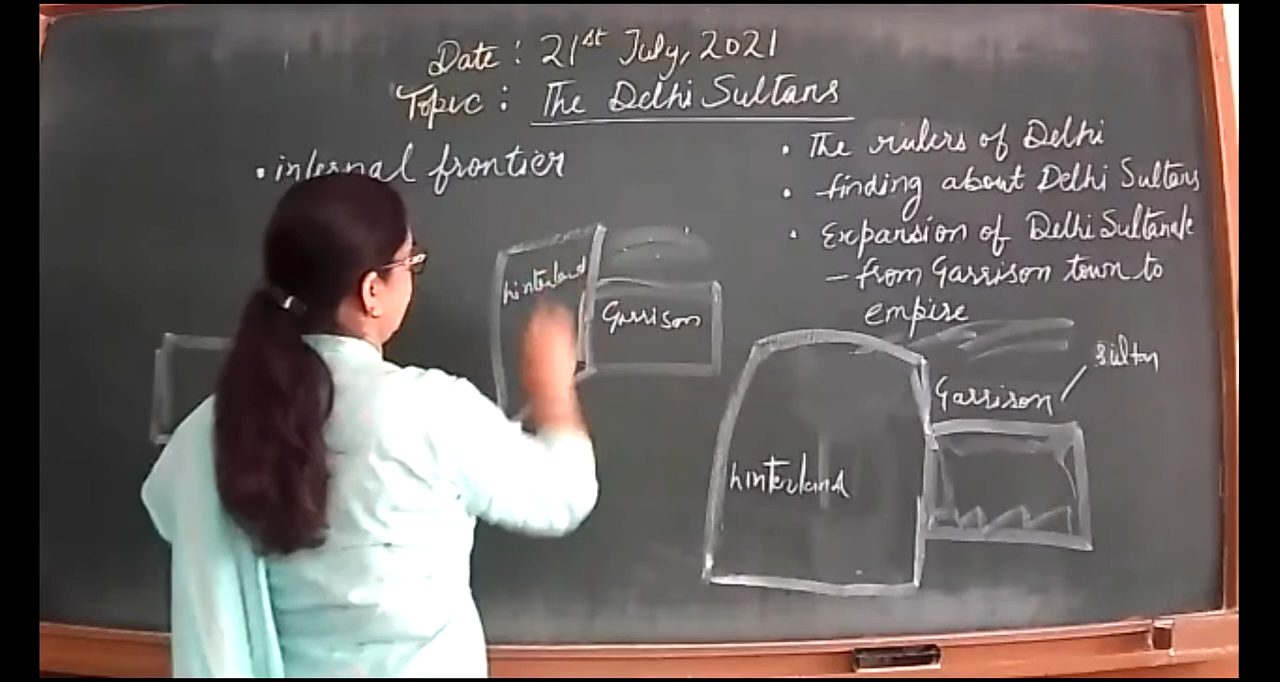 Date : 21st July, 2021
Topic : The Delhi Sultans
• internal frontier
• The rulers of Delhi
• finding about Delhi Sultans
• Expansion of Delhi Sultanate
– from Garrison town to
empire
hinterland
Garrison
Sultan
Garrison
hinterland